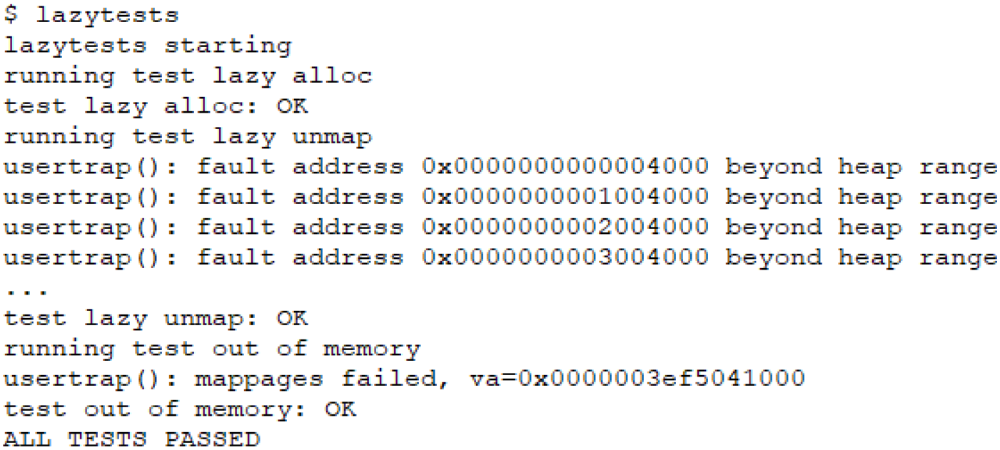 $ lazytests
lazytests starting
running test lazy alloc
test lazy alloc: OK
running test lazy unmap
usertrap(): fault address 0x0000000000004000 beyond heap range
usertrap(): fault address 0x0000000001004000 beyond heap range
usertrap(): fault address 0x0000000002004000 beyond heap range
usertrap(): fault address 0x0000000003004000 beyond heap range
...
test lazy unmap: OK
running test out of memory
usertrap(): mappages failed, va=0x0000003ef5041000
test out of memory: OK
ALL TESTS PASSED